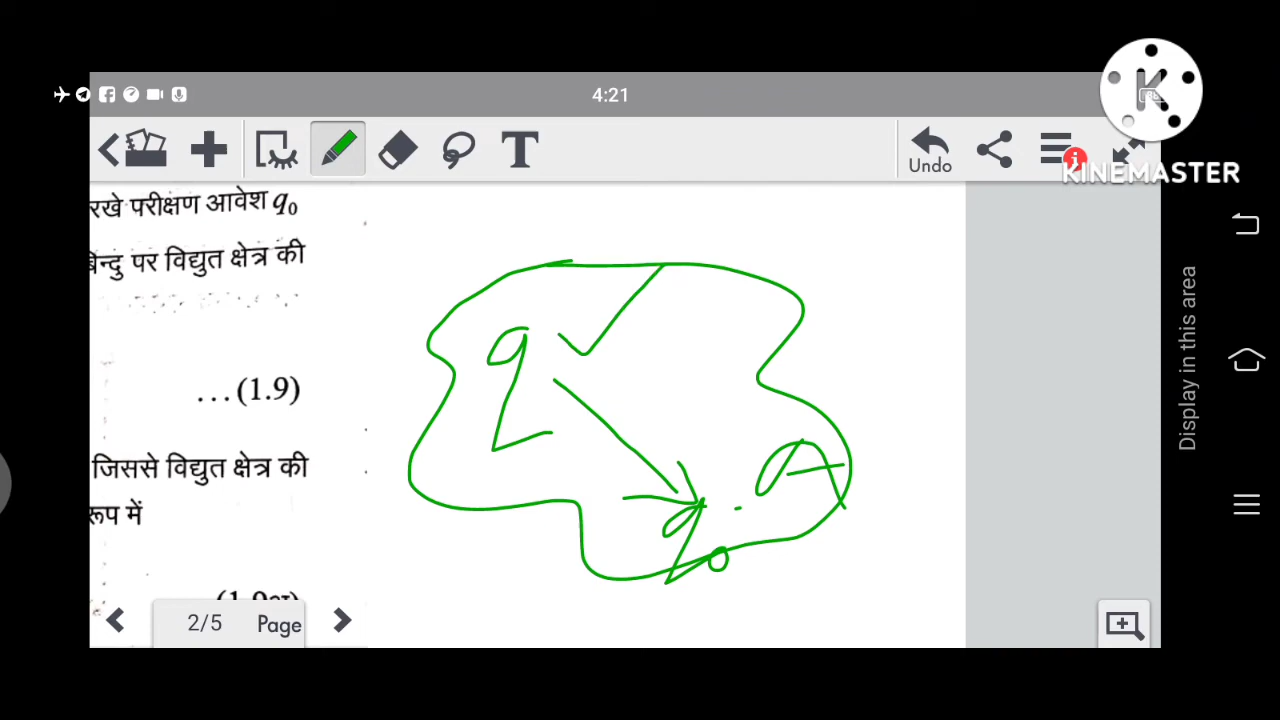 4:21
T
Undo
i
K
KINEMASTER
रखे परीक्षण आवेश q₀
बिन्दु पर विद्युत क्षेत्र की
...(1.9)
जिससे विद्युत क्षेत्र की
रूप में
q
q₀ . A
2/5 Page
Display in this area